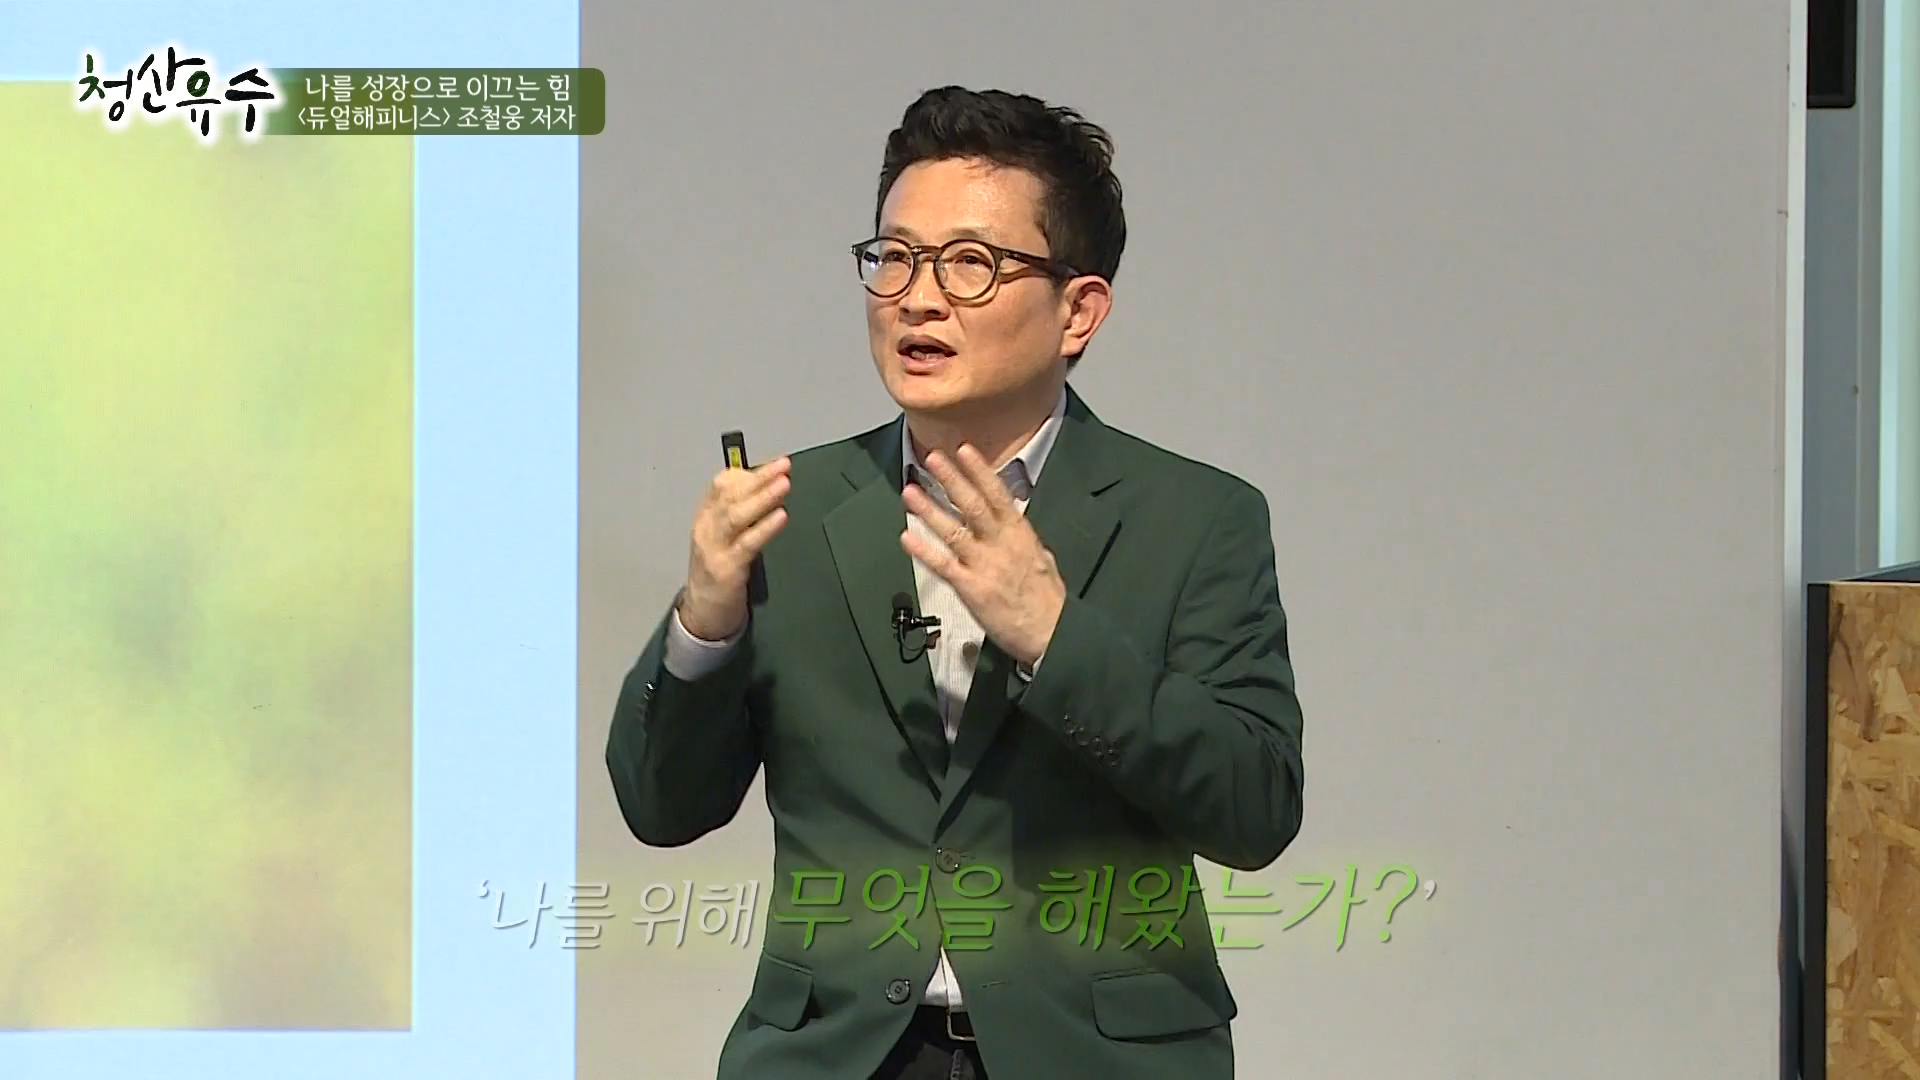 청산유수
나를 성장으로 이끄는 힘
<듀얼해피니스> 조철웅 저자
‘나를 위해 무엇을 해왔는가?’